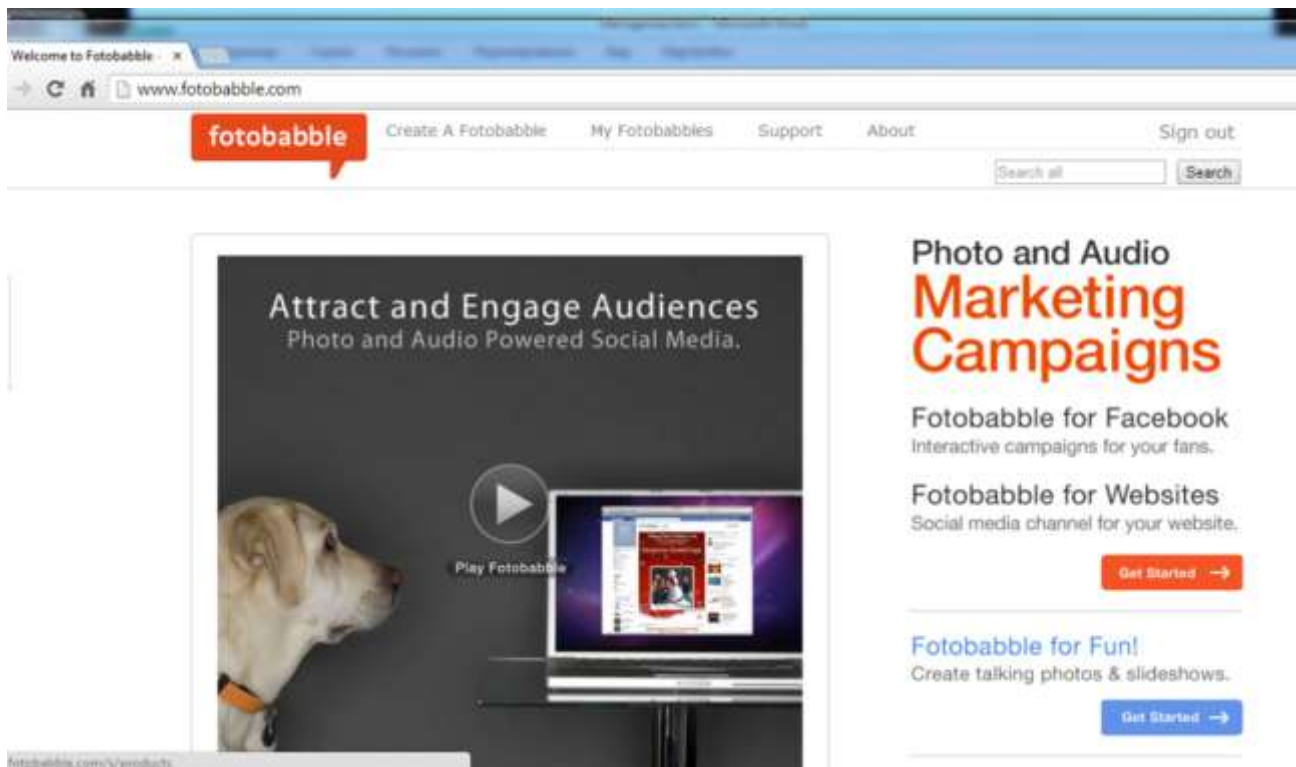 Welcome to Fotobabble
www.fotobabble.com
fotobabble
Create A Fotobabble
My Fotobabbles
Support
About
Sign out
Search all
Search
Attract and Engage Audiences
Photo and Audio Powered Social Media.
Play Fotobabble
Photo and Audio
Marketing
Campaigns
Fotobabble for Facebook
Interactive campaigns for your fans.
Fotobabble for Websites
Social media channel for your website.
Get Started
Fotobabble for Fun!
Create talking photos & slideshows.
Get Started
fotobabble.com/s/products